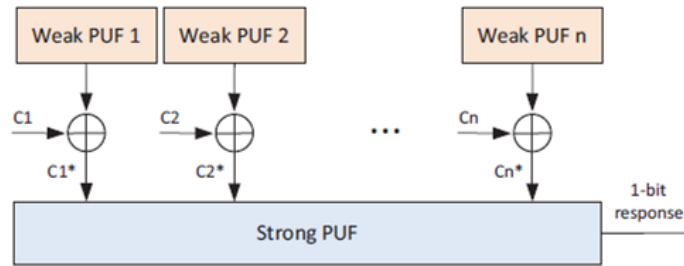 Weak PUF 1
Weak PUF 2
Weak PUF n
C1
C2
•••
Cn
C1*
C2*
Cn*
1-bit
response
Strong PUF